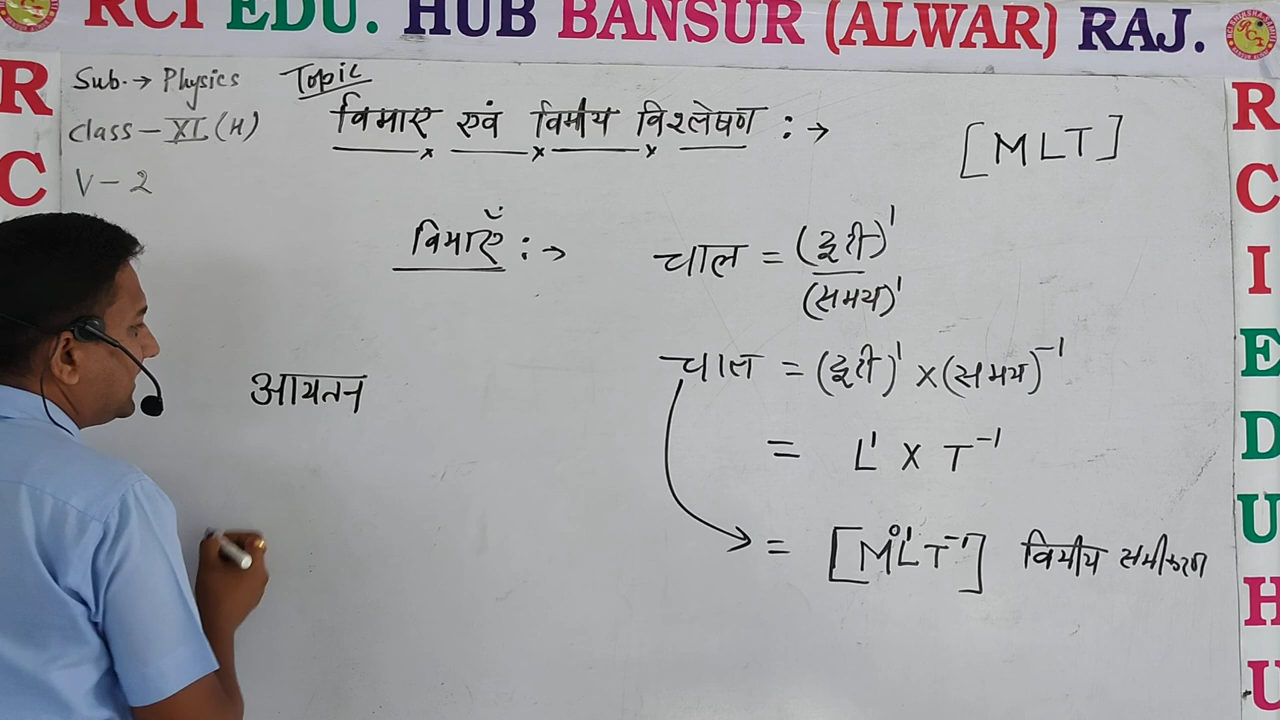 RCI EDU. HUB BANSUR (ALWAR) RAJ.
Sub. → Physics
Class - XI (H)
V - 2
Topic
विमाए एवं विमीय विश्लेषण :→
[MLT]
विमाएँ :→
चाल = (दूरी)¹
(समय)¹
चाल = (दूरी)¹ × (समय)⁻¹
= L¹ × T⁻¹
= [M⁰L¹T⁻¹] विमीय समीकरण
आयतन
R
C
R
C
I
E
D
U
H
U